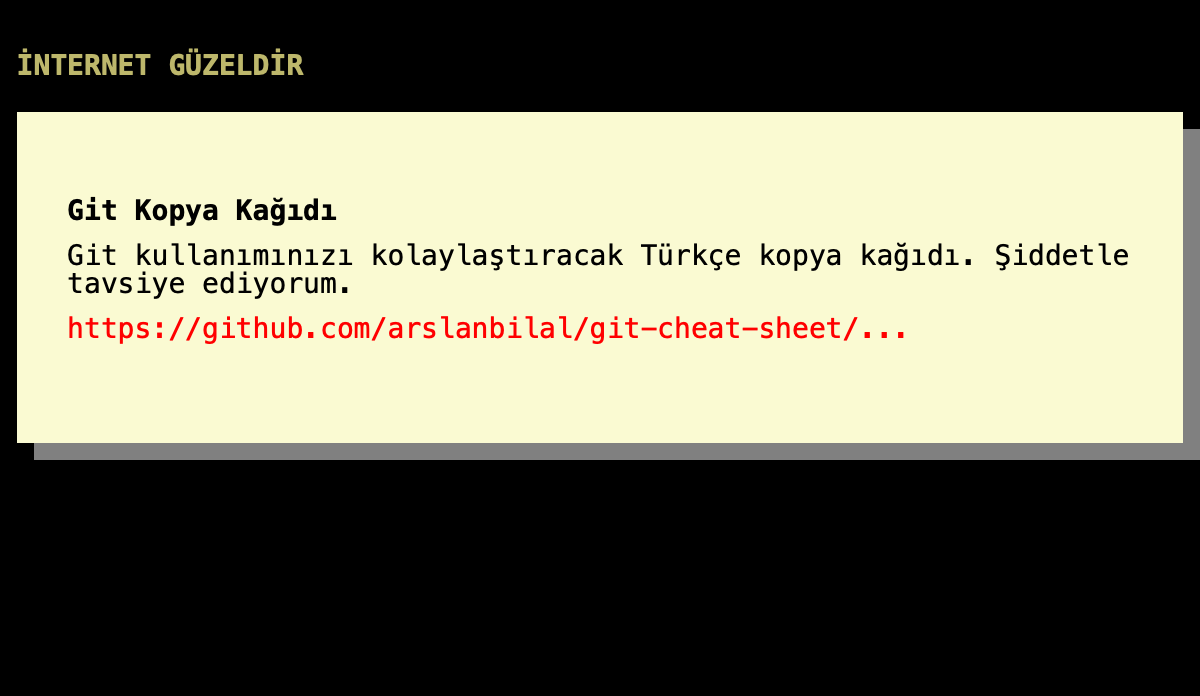 İNTERNET GÜZELDİR
Git Kopya Kağıdı
Git kullanımınızı kolaylaştıracak Türkçe kopya kağıdı. Şiddetle
tavsiye ediyorum.
https://github.com/arslanbilal/git-cheat-sheet/...